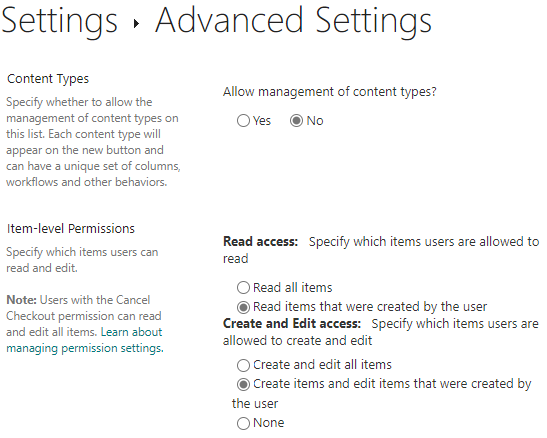 Settings ▸ Advanced Settings
Content Types
Specify whether to allow the
management of content types on
this list. Each content type will
appear on the new button and
can have a unique set of columns,
workflows and other behaviors.
Allow management of content types?
Yes No
Item-level Permissions
Specify which items users can
read and edit.
Note: Users with the Cancel
Checkout permission can read
and edit all items. Learn about
managing permission settings.
Read access: Specify which items users are allowed to
read
Read all items
Read items that were created by the user
Create and Edit access: Specify which items users are
allowed to create and edit
Create and edit all items
Create items and edit items that were created by
the user
None